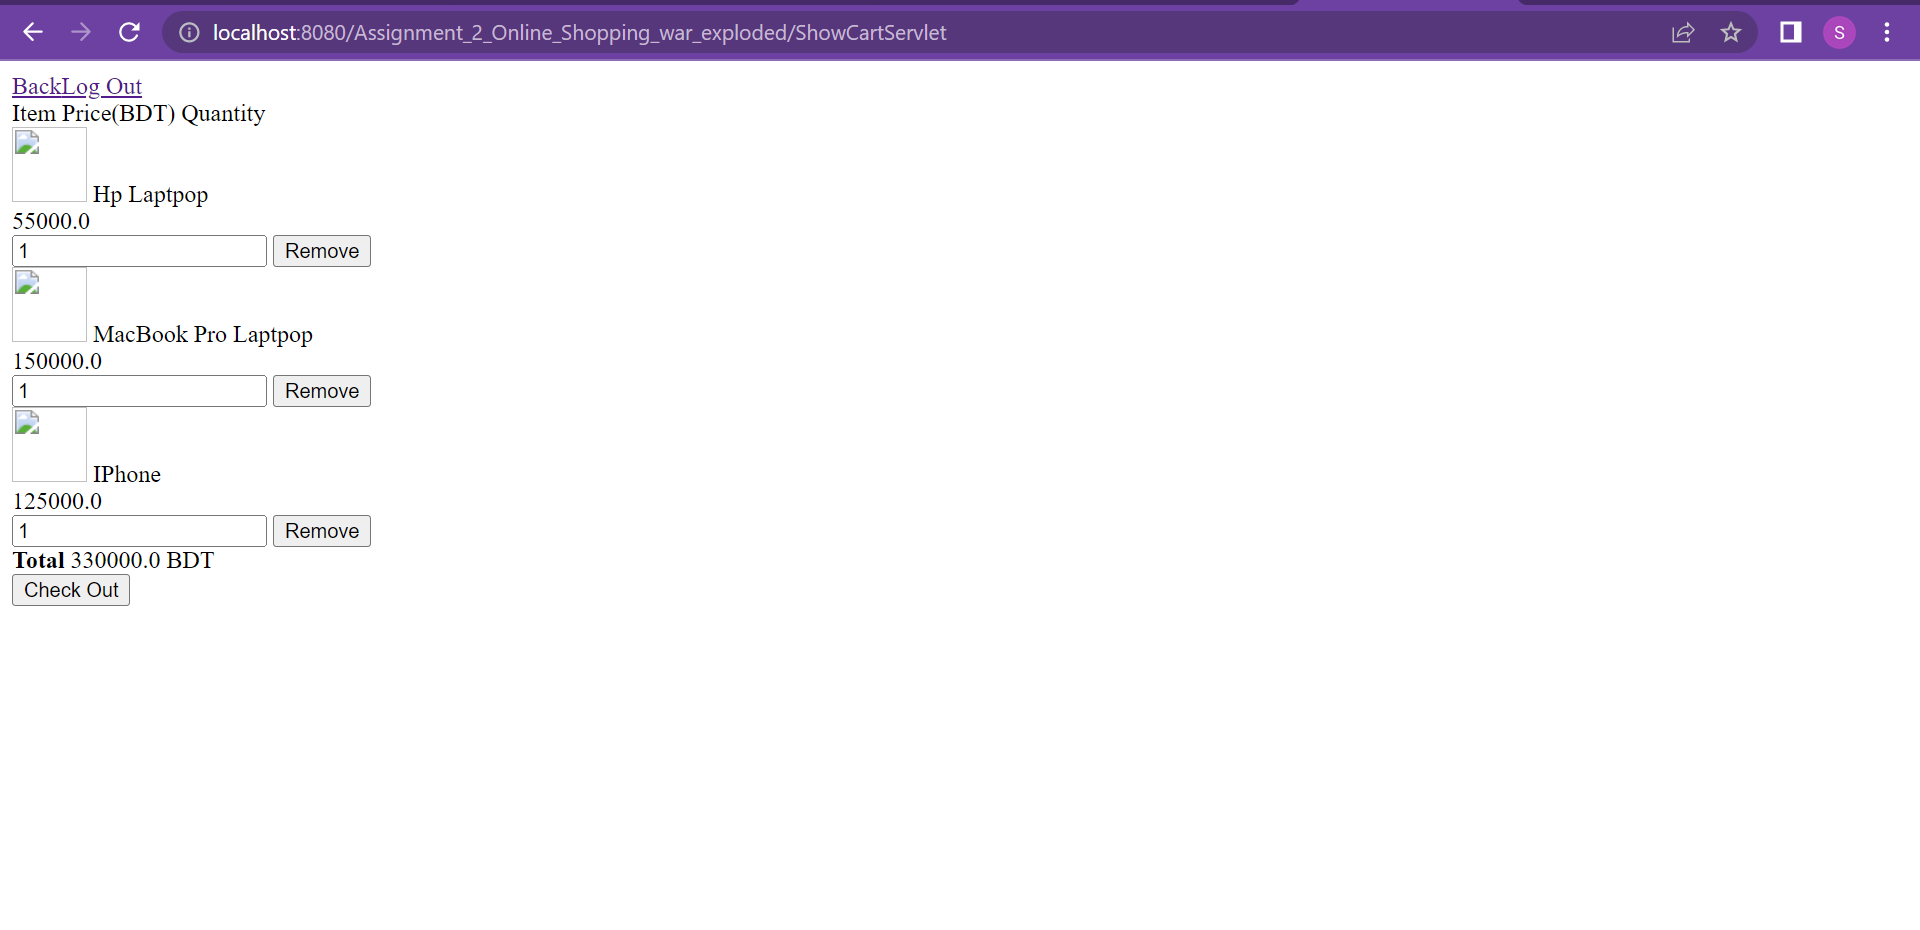 localhost:8080/Assignment_2_Online_Shopping_war_exploded/ShowCartServlet
S
BackLog Out
Item Price(BDT) Quantity
Hp Laptpop
55000.0
1 Remove
MacBook Pro Laptpop
150000.0
1 Remove
IPhone
125000.0
1 Remove
Total 330000.0 BDT
Check Out